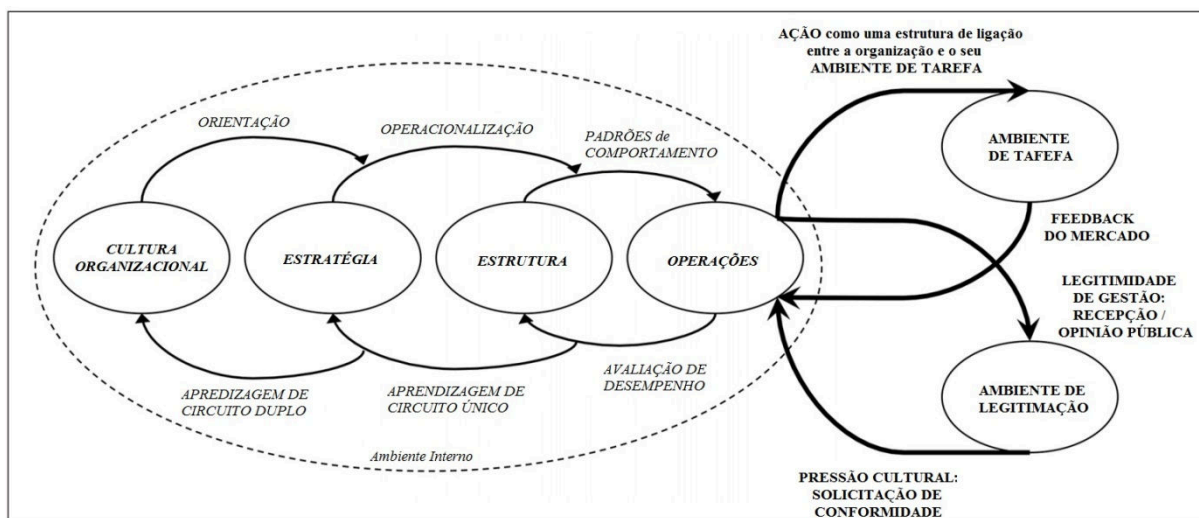 AÇÃO como uma estrutura de ligação
entre a organização e o seu
AMBIENTE DE TAREFA
ORIENTAÇÃO
OPERACIONALIZAÇÃO
PADRÕES de
COMPORTAMENTO
AMBIENTE
DE TAFEFA
CULTURA
ORGANIZACIONAL
ESTRATÉGIA
ESTRUTURA
OPERAÇÕES
FEEDBACK
DO MERCADO
LEGITIMIDADE
DE GESTÃO:
RECEPÇÃO /
OPINIÃO PÚBLICA
APREDIZAGEM DE
CIRCUITO DUPLO
APRENDIZAGEM DE
CIRCUITO ÚNICO
AVALIAÇÃO DE
DESEMPENHO
AMBIENTE DE
LEGITIMAÇÃO
Ambiente Interno
PRESSÃO CULTURAL:
SOLICITAÇÃO DE
CONFORMIDADE